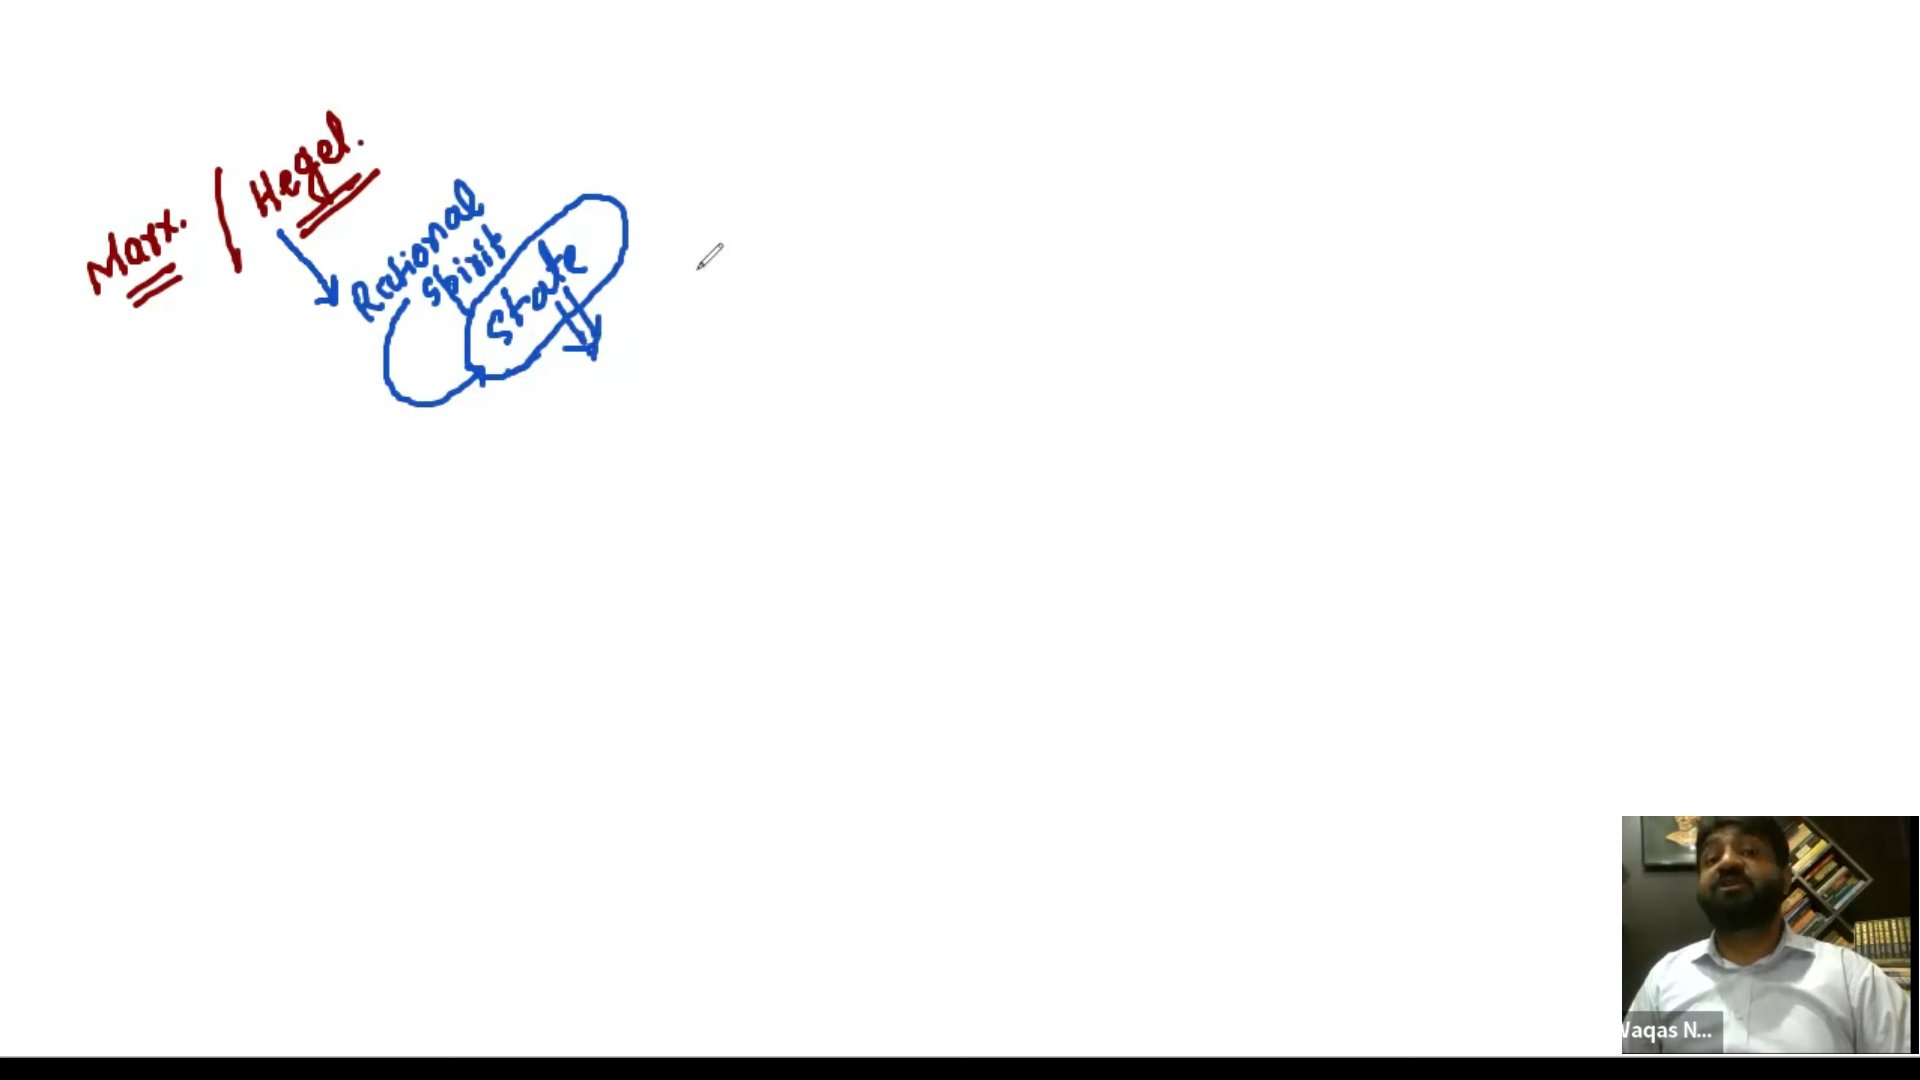 Marx.
Hegel.
Rational
spirit
State
Waqas N...